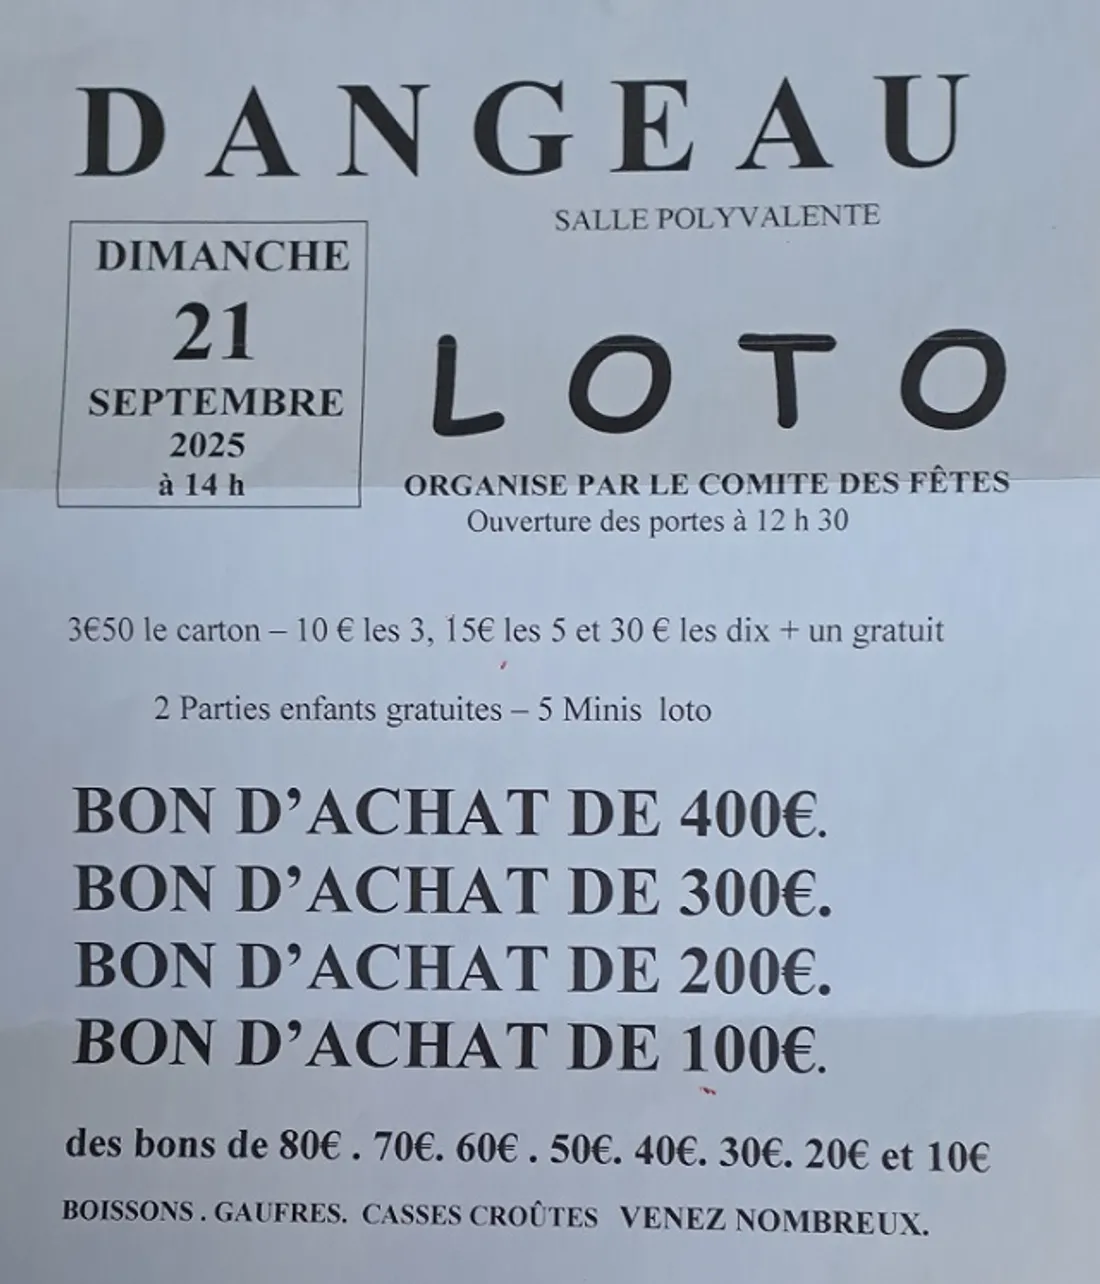 DANGEAU
SALLE POLYVALENTE
DIMANCHE
21
SEPTEMBRE
2025
à 14 h
LOTO
ORGANISE PAR LE COMITE DES FÊTES
Ouverture des portes à 12 h 30
3€50 le carton – 10 € les 3, 15€ les 5 et 30 € les dix + un gratuit
2 Parties enfants gratuites – 5 Minis loto
BON D’ACHAT DE 400€.
BON D’ACHAT DE 300€.
BON D’ACHAT DE 200€.
BON D’ACHAT DE 100€.
des bons de 80€ . 70€. 60€ . 50€. 40€. 30€. 20€ et 10€
BOISSONS . GAUFRES. CASSES CROÛTES VENEZ NOMBREUX.